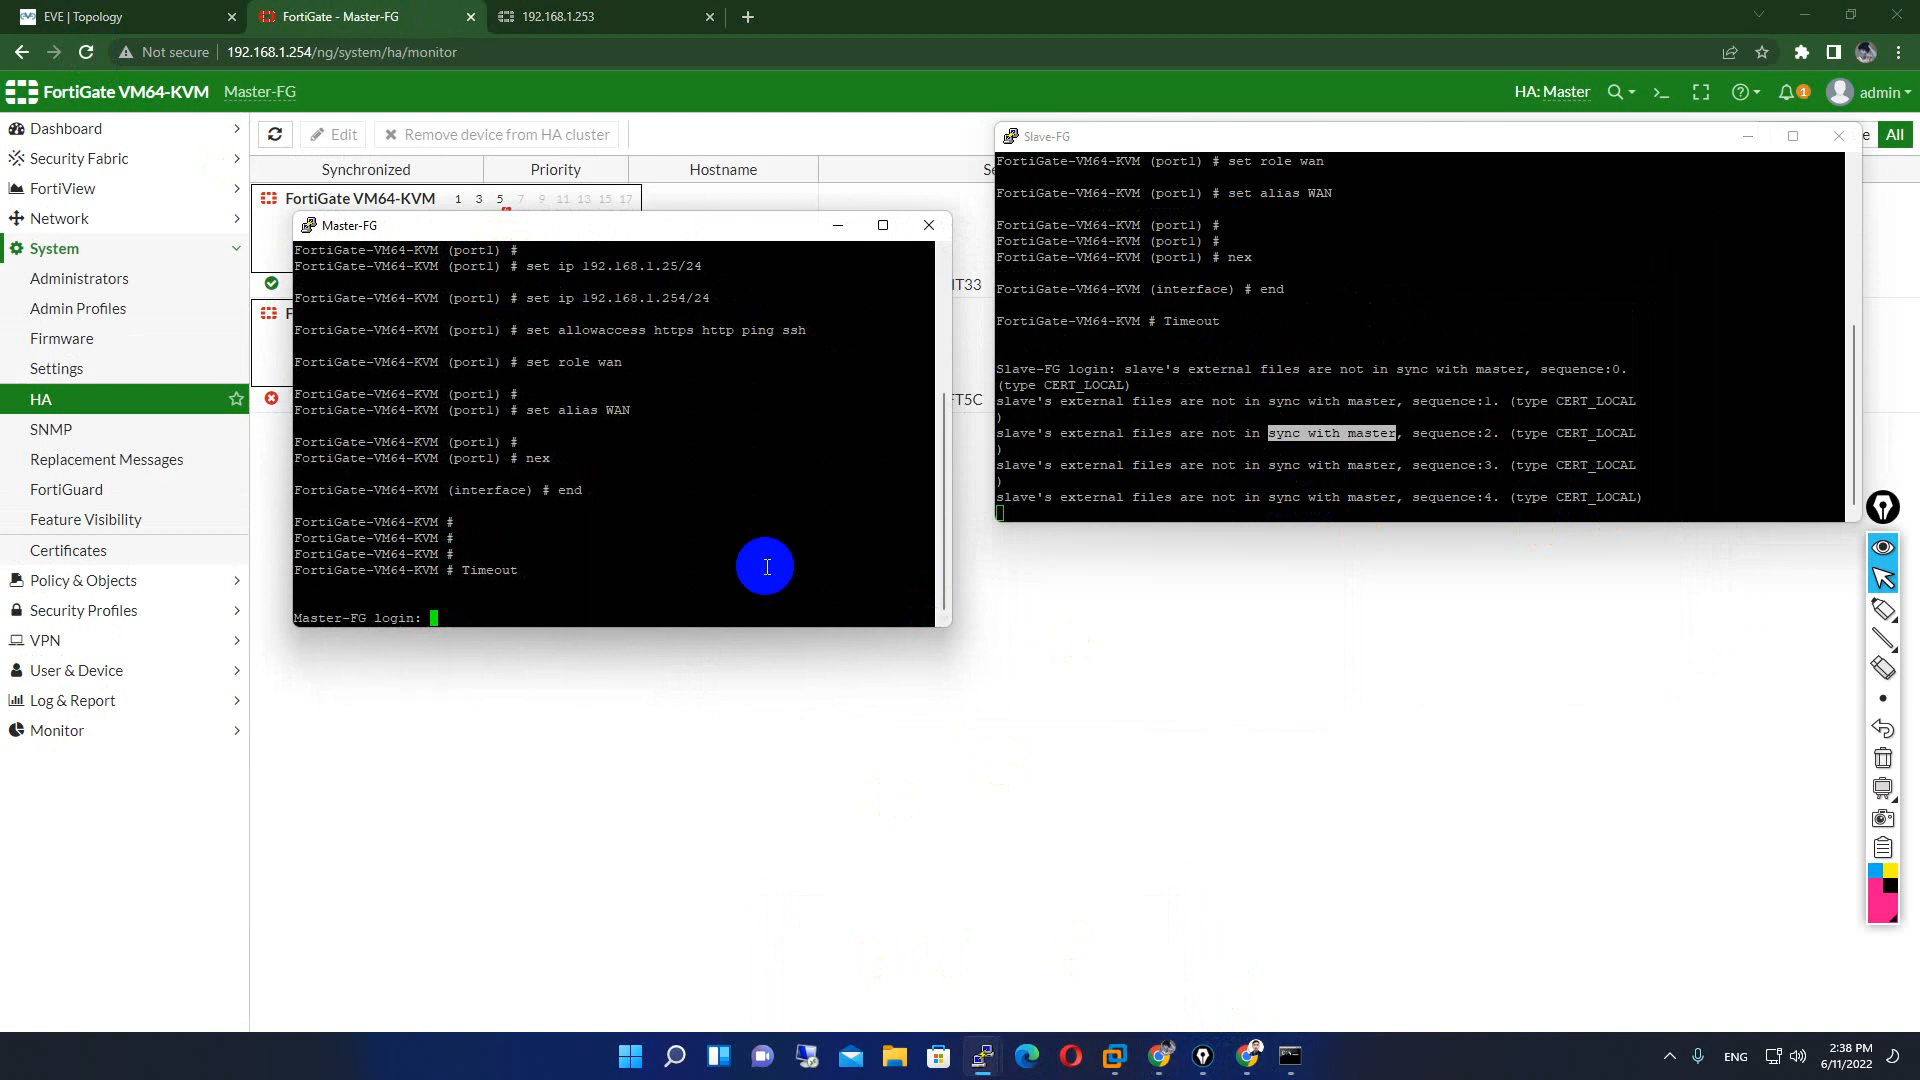 EVE | Topology
FortiGate - Master-FG
192.168.1.253
Not secure
192.168.1.254/ng/system/ha/monitor
FortiGate VM64-KVM
Master-FG
HA: Master
1
admin
Dashboard
Security Fabric
FortiView
Network
System
Administrators
Admin Profiles
Firmware
Settings
HA
SNMP
Replacement Messages
FortiGuard
Feature Visibility
Certificates
Policy & Objects
Security Profiles
VPN
User & Device
Log & Report
Monitor
Edit
Remove device from HA cluster
All
Synchronized
Priority
Hostname
FortiGate VM64-KVM
1 3 5 7 9 11 13 15 17
Master-FG
FortiGate-VM64-KVM (port1) #
FortiGate-VM64-KVM (port1) # set ip 192.168.1.25/24
FortiGate-VM64-KVM (port1) # set ip 192.168.1.254/24
FortiGate-VM64-KVM (port1) # set allowaccess https http ping ssh
FortiGate-VM64-KVM (port1) # set role wan
FortiGate-VM64-KVM (port1) #
FortiGate-VM64-KVM (port1) # set alias WAN
FortiGate-VM64-KVM (port1) #
FortiGate-VM64-KVM (port1) # nex
FortiGate-VM64-KVM (interface) # end
FortiGate-VM64-KVM #
FortiGate-VM64-KVM #
FortiGate-VM64-KVM #
FortiGate-VM64-KVM # Timeout
Master-FG login:
Slave-FG
FortiGate-VM64-KVM (port1) # set role wan
FortiGate-VM64-KVM (port1) # set alias WAN
FortiGate-VM64-KVM (port1) #
FortiGate-VM64-KVM (port1) #
FortiGate-VM64-KVM (port1) # nex
FortiGate-VM64-KVM (interface) # end
FortiGate-VM64-KVM # Timeout
Slave-FG login: slave's external files are not in sync with master, sequence:0.
(type CERT_LOCAL)
slave's external files are not in sync with master, sequence:1. (type CERT_LOCAL
)
slave's external files are not in sync with master, sequence:2. (type CERT_LOCAL
)
slave's external files are not in sync with master, sequence:3. (type CERT_LOCAL
)
slave's external files are not in sync with master, sequence:4. (type CERT_LOCAL)
ENG
2:38 PM
6/11/2022